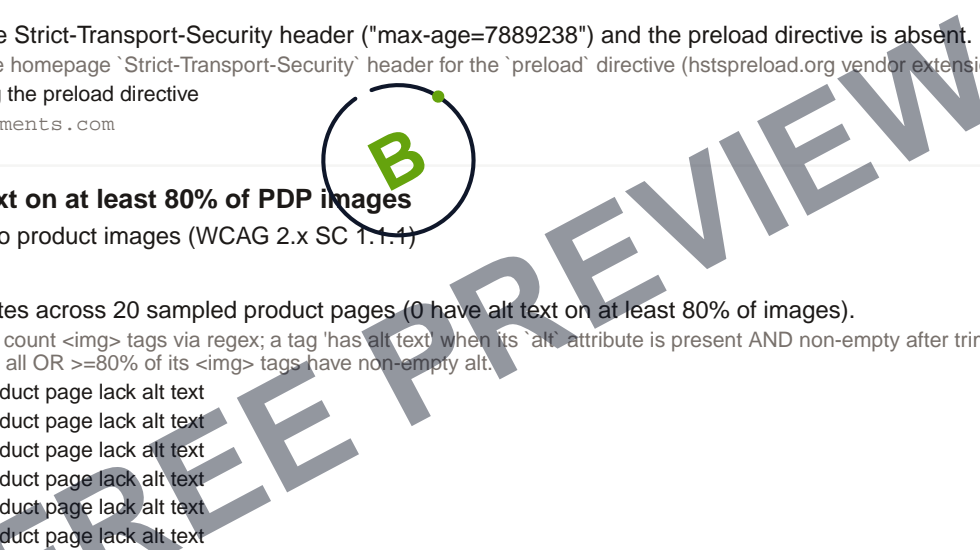 e Strict-Transport-Security header ("max-age=7889238") and the preload directive is absent.
e homepage `Strict-Transport-Security` header for the `preload` directive (hstspreload.org vendor extensi
g the preload directive
ments.com
B
xt on at least 80% of PDP images
o product images (WCAG 2.x SC 1.1.1)
tes across 20 sampled product pages (0 have alt text on at least 80% of images).
count <img> tags via regex; a tag 'has alt text' when its `alt` attribute is present AND non-empty after trim
all OR >=80% of its <img> tags have non-empty alt.
duct page lack alt text
duct page lack alt text
duct page lack alt text
duct page lack alt text
duct page lack alt text
duct page lack alt text
FREE PREVIEW